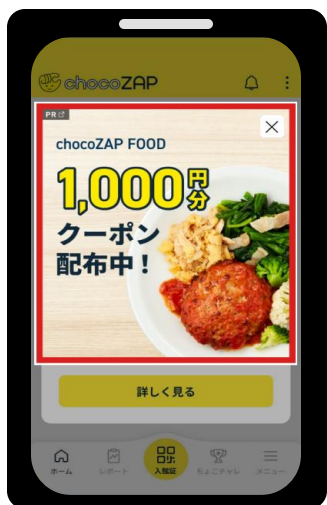 chocoZAP
PR
chocoZAP FOOD
1,000円分
クーポン
配布中！
詳しく見る
ホーム
レポート
入館証
ちょこチャレ
メニュー